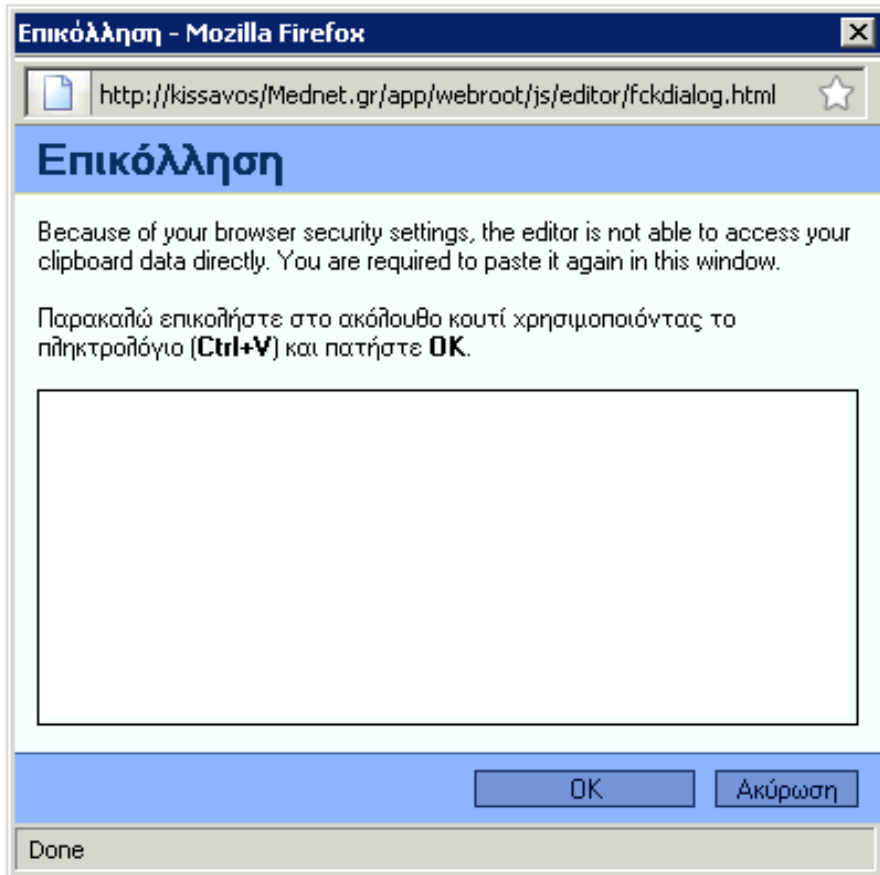 Επικόλληση - Mozilla Firefox
http://kissavos/Mednet.gr/app/webroot/js/editor/fckdialog.html
Επικόλληση
Because of your browser security settings, the editor is not able to access your
clipboard data directly. You are required to paste it again in this window.
Παρακαλώ επικολήστε στο ακόλουθο κουτί χρησιμοποιόντας το
πληκτρολόγιο (Ctrl+V) και πατήστε OK.
OK Ακύρωση
Done